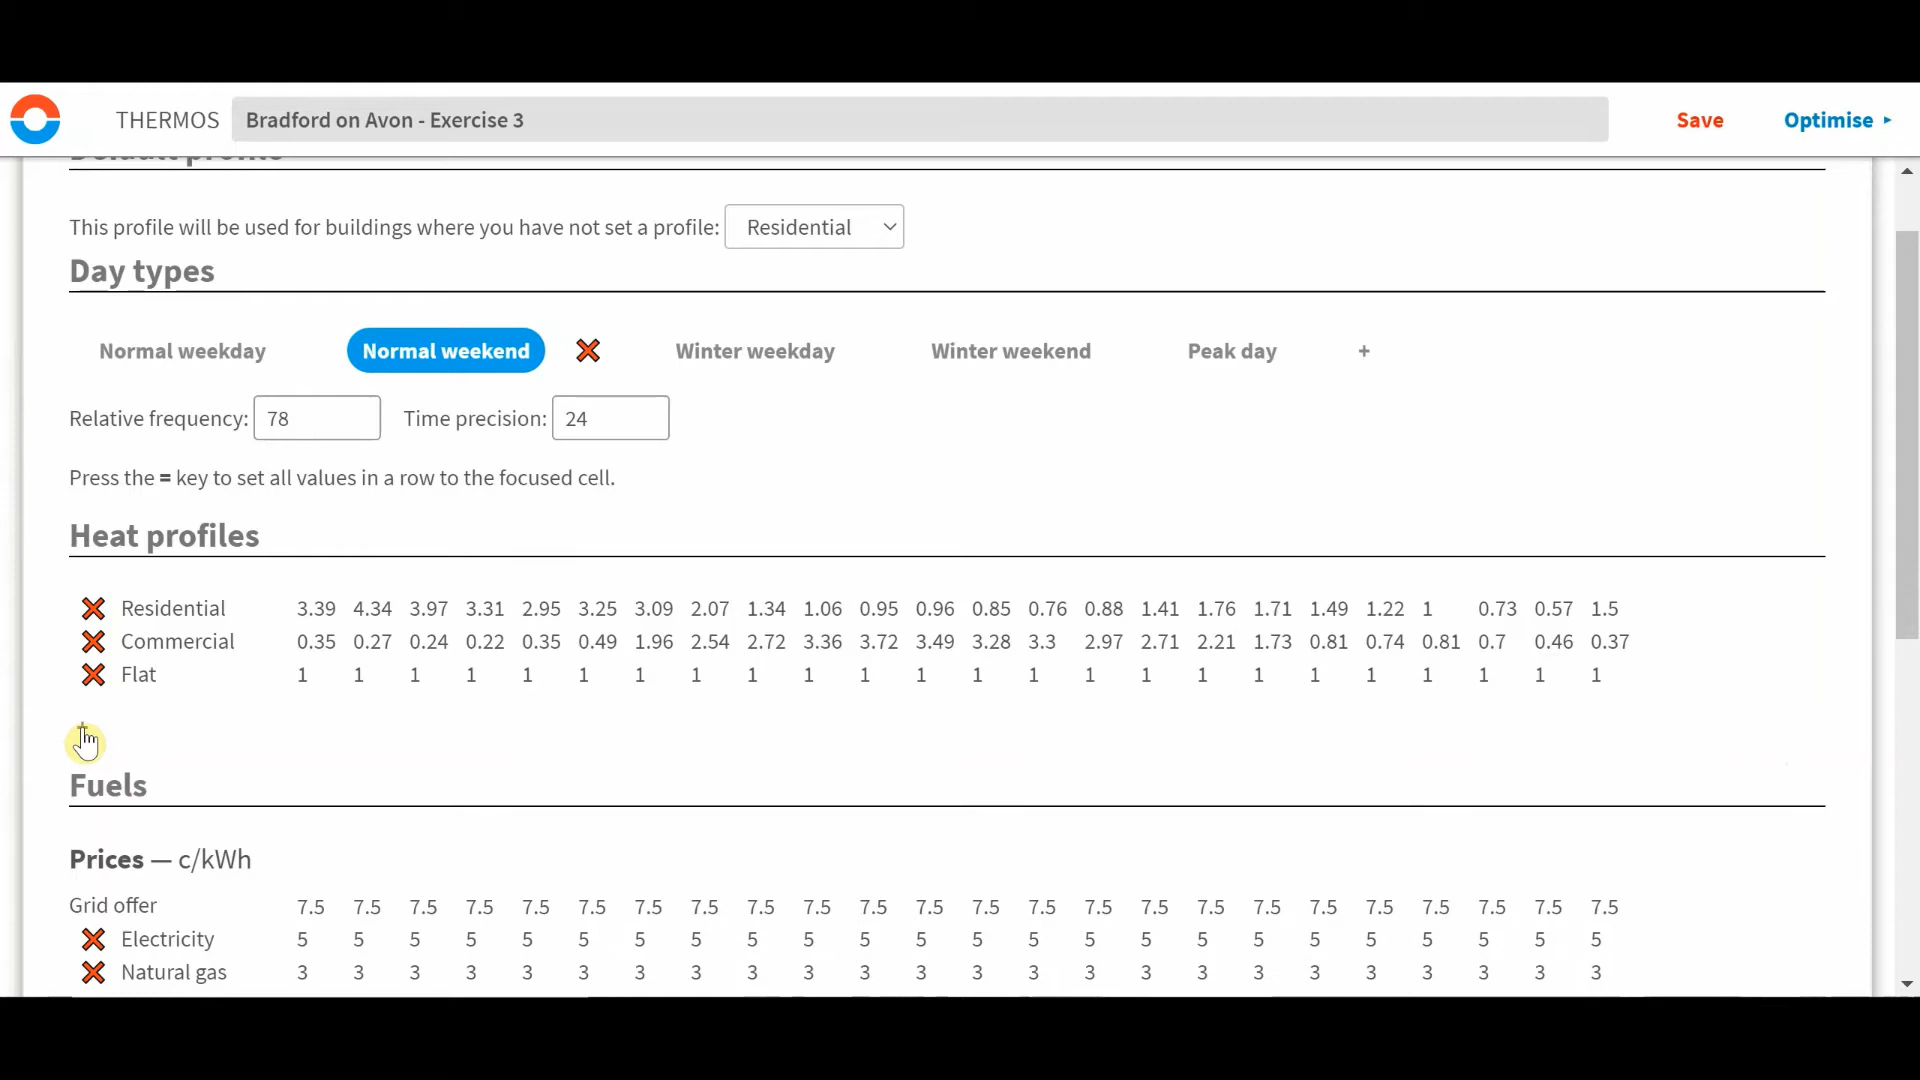 THERMOS Bradford on Avon - Exercise 3 Save Optimise
Default profile
This profile will be used for buildings where you have not set a profile: Residential
Day types
Normal weekday Normal weekend Winter weekday Winter weekend Peak day +
Relative frequency: 78 Time precision: 24
Press the = key to set all values in a row to the focused cell.
Heat profiles
Residential 3.39 4.34 3.97 3.31 2.95 3.25 3.09 2.07 1.34 1.06 0.95 0.96 0.85 0.76 0.88 1.41 1.76 1.71 1.49 1.22 1 0.73 0.57 1.5
Commercial 0.35 0.27 0.24 0.22 0.35 0.49 1.96 2.54 2.72 3.36 3.72 3.49 3.28 3.3 2.97 2.71 2.21 1.73 0.81 0.74 0.81 0.7 0.46 0.37
Flat 1 1 1 1 1 1 1 1 1 1 1 1 1 1 1 1 1 1 1 1 1 1 1 1
Fuels
Prices — c/kWh
Grid offer 7.5 7.5 7.5 7.5 7.5 7.5 7.5 7.5 7.5 7.5 7.5 7.5 7.5 7.5 7.5 7.5 7.5 7.5 7.5 7.5 7.5 7.5 7.5 7.5
Electricity 5 5 5 5 5 5 5 5 5 5 5 5 5 5 5 5 5 5 5 5 5 5 5 5
Natural gas 3 3 3 3 3 3 3 3 3 3 3 3 3 3 3 3 3 3 3 3 3 3 3 3